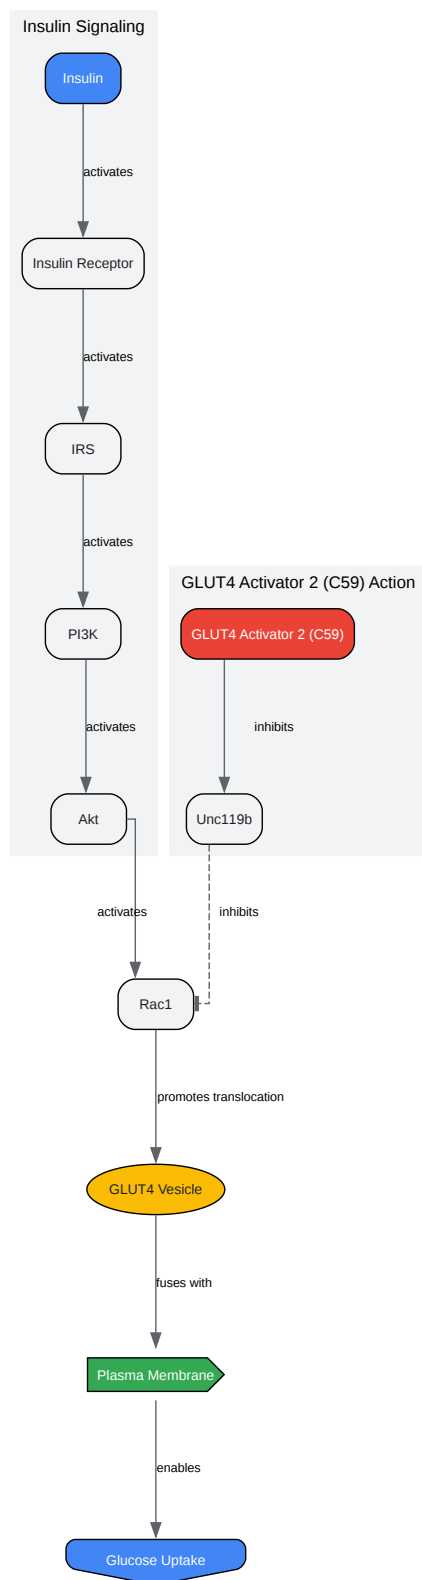 Insulin Signaling
Insulin
activates
Insulin Receptor
activates
IRS
activates
GLUT4 Activator 2 (C59) Action
PI3K
GLUT4 Activator 2 (C59)
activates
inhibits
Akt
Unc119b
activates
inhibits
Rac1
promotes translocation
GLUT4 Vesicle
fuses with
Plasma Membrane
enables
Glucose Uptake